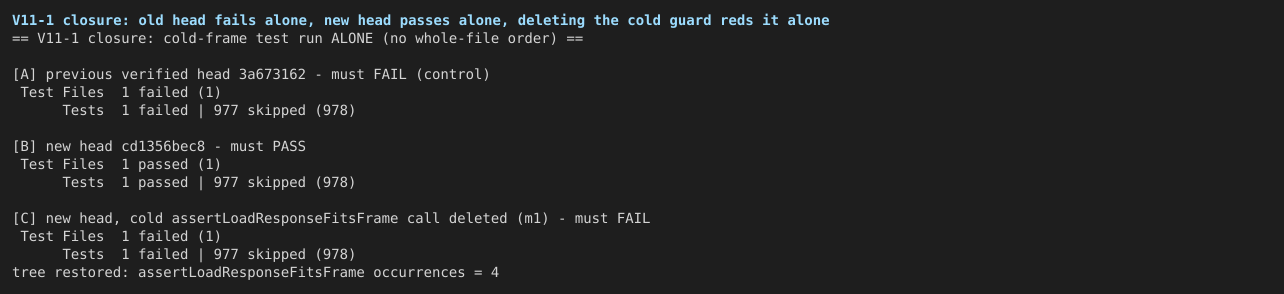 V11-1 closure: old head fails alone, new head passes alone, deleting the cold guard reds it alone
== V11-1 closure: cold-frame test run ALONE (no whole-file order) ==
[A] previous verified head 3a673162 - must FAIL (control)
Test Files  1 failed (1)
Tests  1 failed | 977 skipped (978)
[B] new head cd1356bec8 - must PASS
Test Files  1 passed (1)
Tests  1 passed | 977 skipped (978)
[C] new head, cold assertLoadResponseFitsFrame call deleted (m1) - must FAIL
Test Files  1 failed (1)
Tests  1 failed | 977 skipped (978)
tree restored: assertLoadResponseFitsFrame occurrences = 4